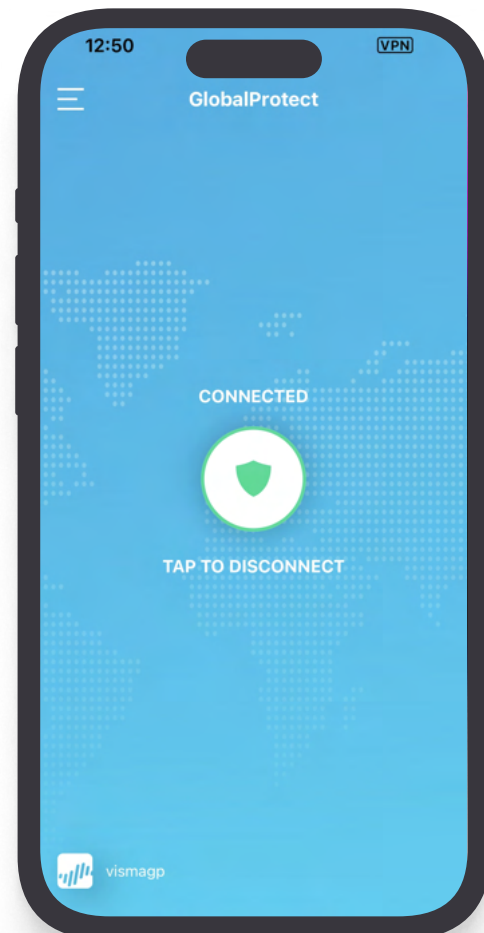 12:50
VPN
GlobalProtect
CONNECTED
TAP TO DISCONNECT
vismagp